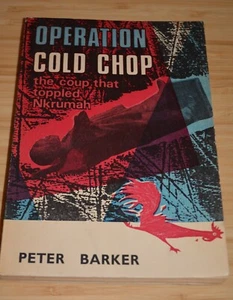 OPERATION
COLD CHOP
the coup that
toppled
Nkrumah
PETER BARKER